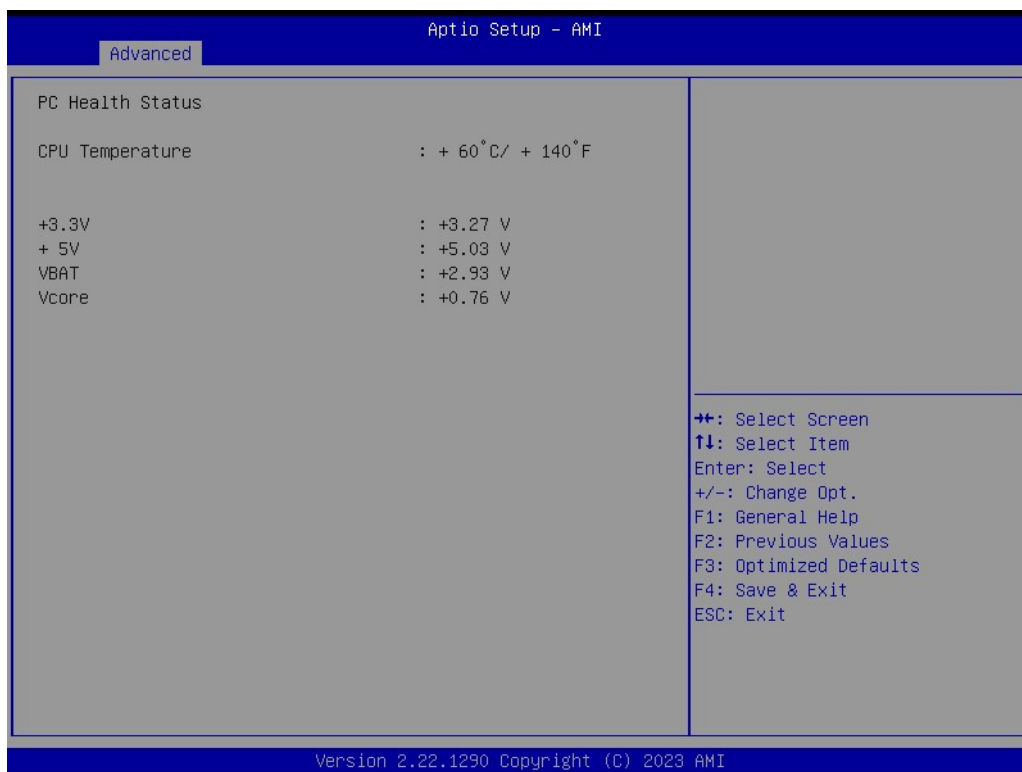 Aptio Setup – AMI
Advanced
PC Health Status
CPU Temperature : + 60°C/ + 140°F
+3.3V : +3.27 V
+ 5V : +5.03 V
VBAT : +2.93 V
Vcore : +0.76 V
→←: Select Screen
↑↓: Select Item
Enter: Select
+/-: Change Opt.
F1: General Help
F2: Previous Values
F3: Optimized Defaults
F4: Save & Exit
ESC: Exit
Version 2.22.1290 Copyright (C) 2023 AMI